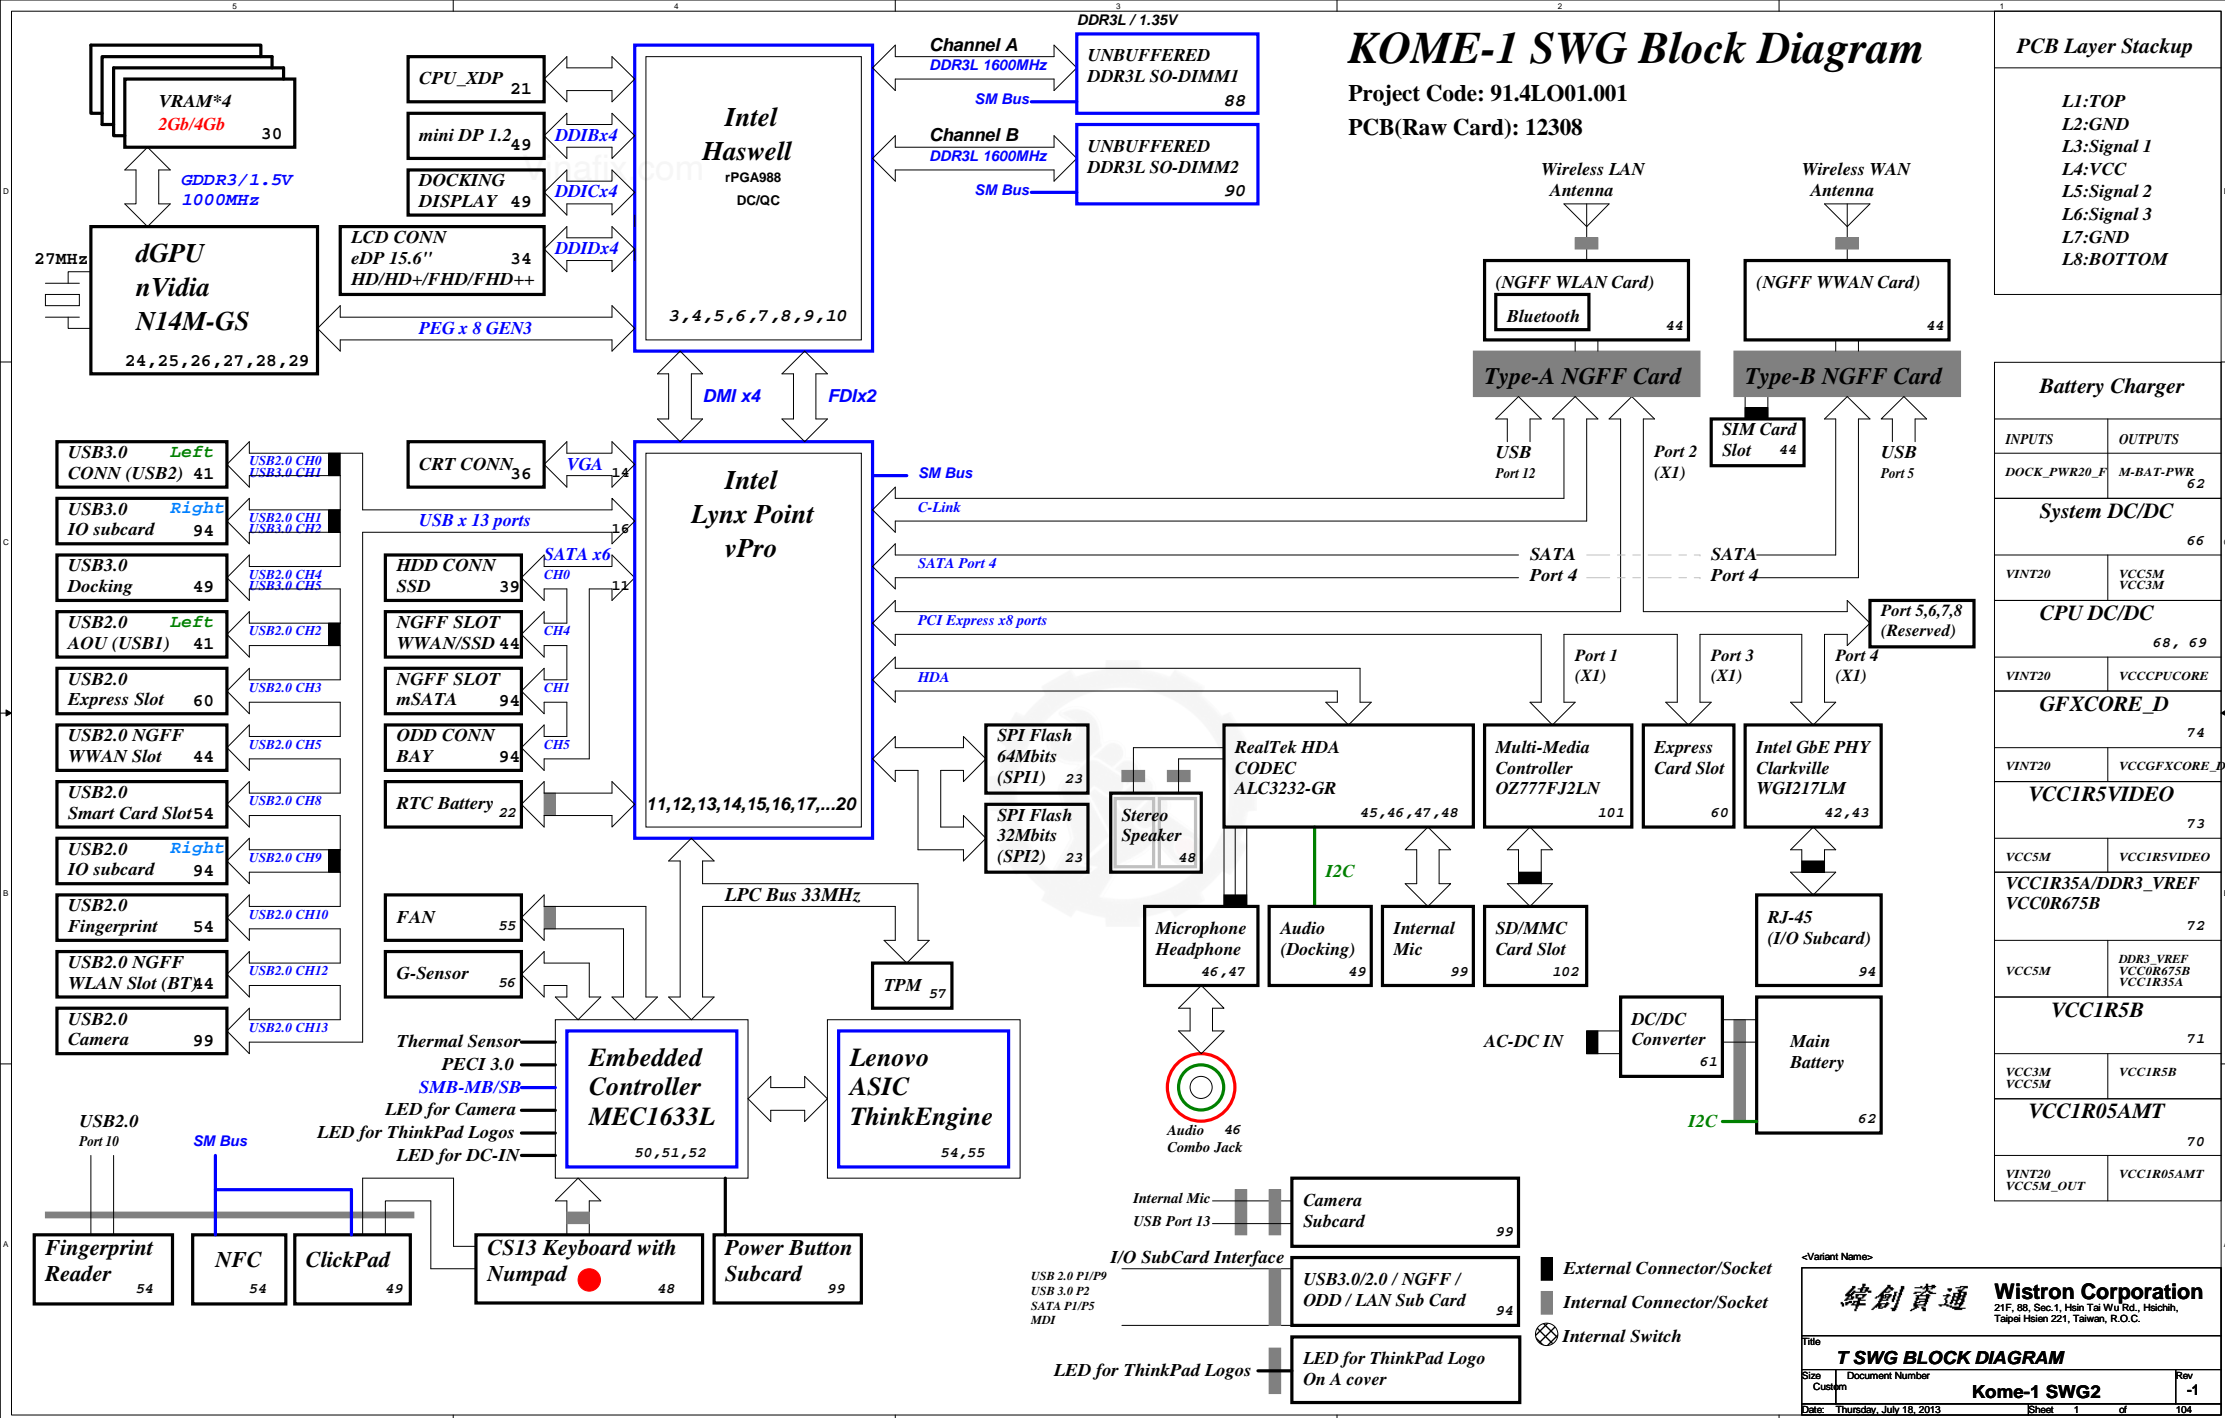 KOME-1 SWG Block Diagram
Project Code: 91.4LO01.001
PCB(Raw Card): 12308
VRAM*4
2Gb/4Gb
30
GDDR3/1.5V
1000MHz
27MHz
dGPU
nVidia
N14M-GS
24,25,26,27,28,29
CPU_XDP 21
mini DP 1.2 49
DDIBx4
DOCKING
DISPLAY 49
DDICx4
LCD CONN
eDP 15.6" 34
HD/HD+/FHD/FHD++
DDIDx4
PEG x 8 GEN3
Intel
Haswell
rPGA988
DC/QC
3,4,5,6,7,8,9,10
vinafix.com
DDR3L / 1.35V
Channel A
DDR3L 1600MHz
SM Bus
UNBUFFERED
DDR3L SO-DIMM1
88
Channel B
DDR3L 1600MHz
SM Bus
UNBUFFERED
DDR3L SO-DIMM2
90
DMI x4
FDIx2
Wireless LAN
Antenna
(NGFF WLAN Card)
Bluetooth
44
Type-A NGFF Card
Wireless WAN
Antenna
(NGFF WWAN Card)
44
Type-B NGFF Card
USB
Port 12
Port 2
(X1)
SIM Card
Slot 44
USB
Port 5
USB3.0 Left
CONN (USB2) 41
USB2.0 CH0
USB3.0 CH1
USB3.0 Right
IO subcard 94
USB2.0 CH1
USB3.0 CH2
USB3.0
Docking 49
USB2.0 CH4
USB3.0 CH5
USB2.0 Left
AOU (USB1) 41
USB2.0 CH2
USB2.0
Express Slot 60
USB2.0 CH3
USB2.0 NGFF
WWAN Slot 44
USB2.0 CH5
USB2.0
Smart Card Slot 54
USB2.0 CH8
USB2.0 Right
IO subcard 94
USB2.0 CH9
USB2.0
Fingerprint 54
USB2.0 CH10
USB2.0 NGFF
WLAN Slot (BT) 44
USB2.0 CH12
USB2.0
Camera 99
USB2.0 CH13
CRT CONN 36
VGA
14
USB x 13 ports
16
SATA x6
11
HDD CONN
SSD 39
CH0
NGFF SLOT
WWAN/SSD 44
CH4
NGFF SLOT
mSATA 94
CH1
ODD CONN
BAY 94
CH5
RTC Battery 22
Intel
Lynx Point
vPro
11,12,13,14,15,16,17,...20
SM Bus
C-Link
SATA Port 4
SATA
Port 4
SATA
Port 4
PCI Express x8 ports
Port 5,6,7,8
(Reserved)
HDA
Port 1
(X1)
Port 3
(X1)
Port 4
(X1)
SPI Flash
64Mbits
(SPI1) 23
SPI Flash
32Mbits
(SPI2) 23
RealTek HDA
CODEC
ALC3232-GR
45,46,47,48
Stereo
Speaker
48
Multi-Media
Controller
OZ777FJ2LN
101
Express
Card Slot
60
Intel GbE PHY
Clarkville
WGI217LM
42,43
I2C
Microphone
Headphone
46,47
Audio
(Docking)
49
Internal
Mic
99
SD/MMC
Card Slot
102
RJ-45
(I/O Subcard)
94
Audio 46
Combo Jack
AC-DC IN
DC/DC
Converter
61
Main
Battery
62
I2C
LPC Bus 33MHz
FAN 55
G-Sensor 56
TPM 57
Thermal Sensor
PECI 3.0
SMB-MB/SB
LED for Camera
LED for ThinkPad Logos
LED for DC-IN
Embedded
Controller
MEC1633L
50,51,52
Lenovo
ASIC
ThinkEngine
54,55
USB2.0
Port 10
SM Bus
Fingerprint
Reader
54
NFC
54
ClickPad
49
CS13 Keyboard with
Numpad
48
Power Button
Subcard
99
Internal Mic
USB Port 13
Camera
Subcard
99
I/O SubCard Interface
USB 2.0 P1/P9
USB 3.0 P2
SATA P1/P5
MDI
USB3.0/2.0 / NGFF /
ODD / LAN Sub Card
94
LED for ThinkPad Logos
LED for ThinkPad Logo
On A cover
External Connector/Socket
Internal Connector/Socket
Internal Switch
PCB Layer Stackup
L1:TOP
L2:GND
L3:Signal 1
L4:VCC
L5:Signal 2
L6:Signal 3
L7:GND
L8:BOTTOM
Battery Charger
INPUTS OUTPUTS
DOCK_PWR20_F M-BAT-PWR
62
System DC/DC
66
VINT20 VCC5M
VCC3M
CPU DC/DC
68, 69
VINT20 VCCCPUCORE
GFXCORE_D
74
VINT20 VCCGFXCORE_D
VCC1R5VIDEO
73
VCC5M VCC1R5VIDEO
VCC1R35A/DDR3_VREF
VCC0R675B
72
VCC5M
DDR3_VREF
VCC0R675B
VCC1R35A
VCC1R5B
71
VCC3M
VCC5M
VCC1R5B
VCC1R05AMT
70
VINT20
VCC5M_OUT
VCC1R05AMT
<Variant Name>
緯創資通
Wistron Corporation
21F, 88, Sec.1, Hsin Tai Wu Rd., Hsichih,
Taipei Hsien 221, Taiwan, R.O.C.
Title
T SWG BLOCK DIAGRAM
Size
Custom
Document Number
Kome-1 SWG2
Rev
-1
Date: Thursday, July 18, 2013
Sheet 1 of 104
5 4 3 2 1
D
C
B
A